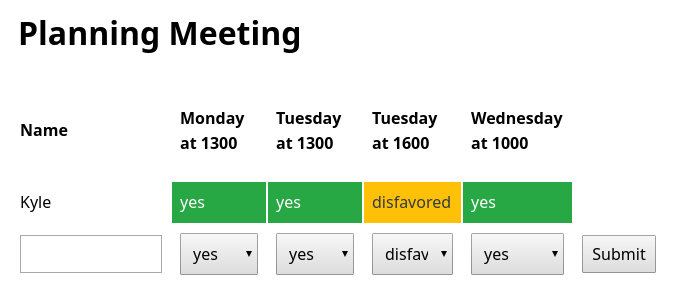 Planning Meeting
Name Monday at 1300 Tuesday at 1300 Tuesday at 1600 Wednesday at 1000
Kyle yes yes disfavored yes
yes yes disfav yes Submit